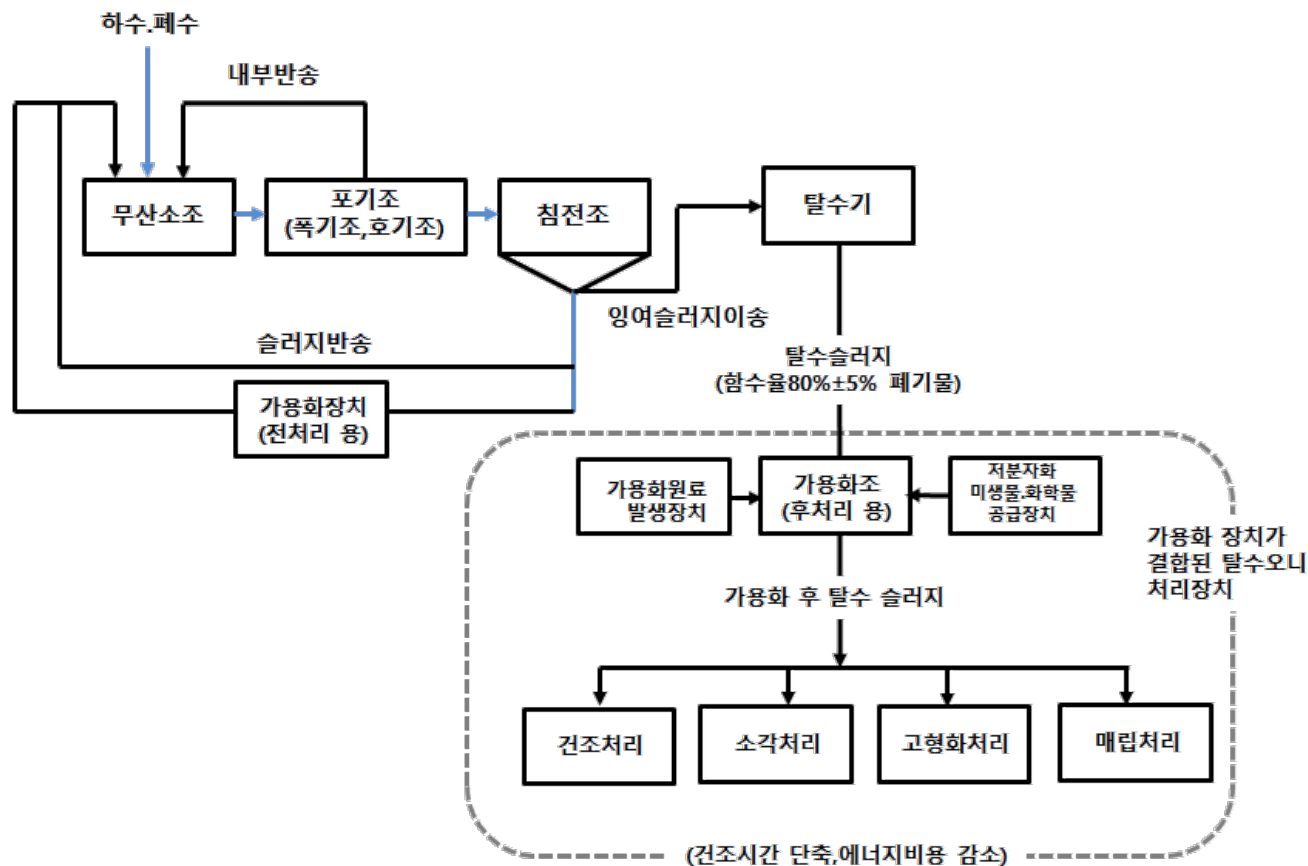 하수.폐수
내부반송
무산소조
포기조
(폭기조,호기조)
침전조
탈수기
잉여슬러지이송
슬러지반송
탈수슬러지
(함수율80%±5% 폐기물)
가용화장치
(전처리 용)
가용화원료
발생장치
가용화조
(후처리 용)
저분자화
미생물.화학물
공급장치
가용화 장치가
결합된 탈수오니
처리장치
가용화 후 탈수 슬러지
건조처리
소각처리
고형화처리
매립처리
(건조시간 단축,에너지비용 감소)